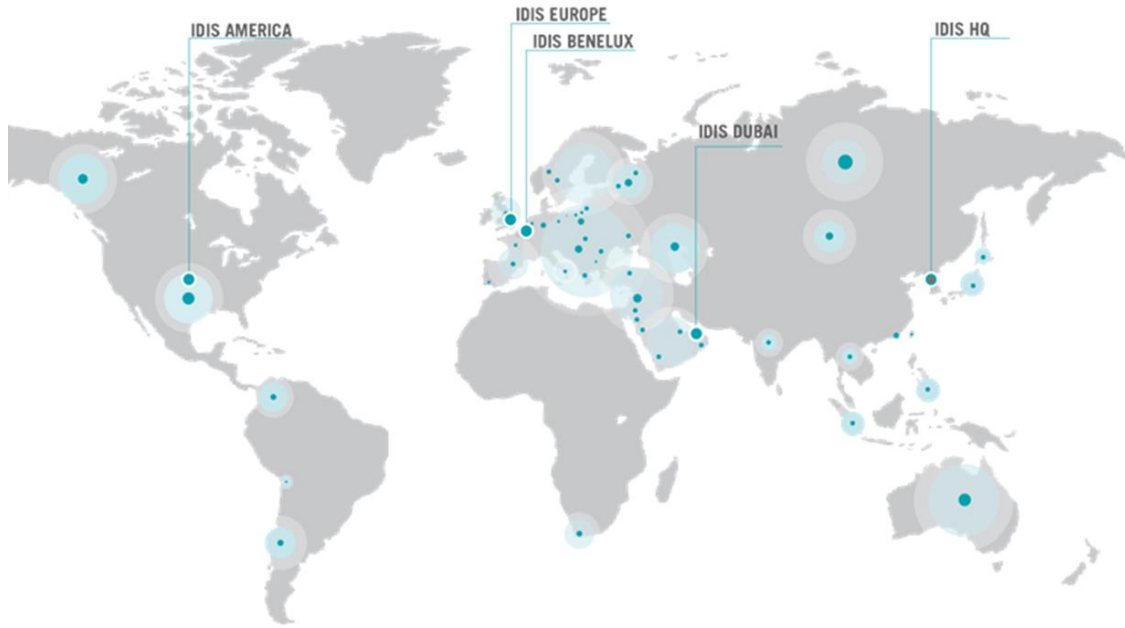 IDIS EUROPE
IDIS AMERICA
IDIS HQ
IDIS BENELUX
IDIS DUBAI